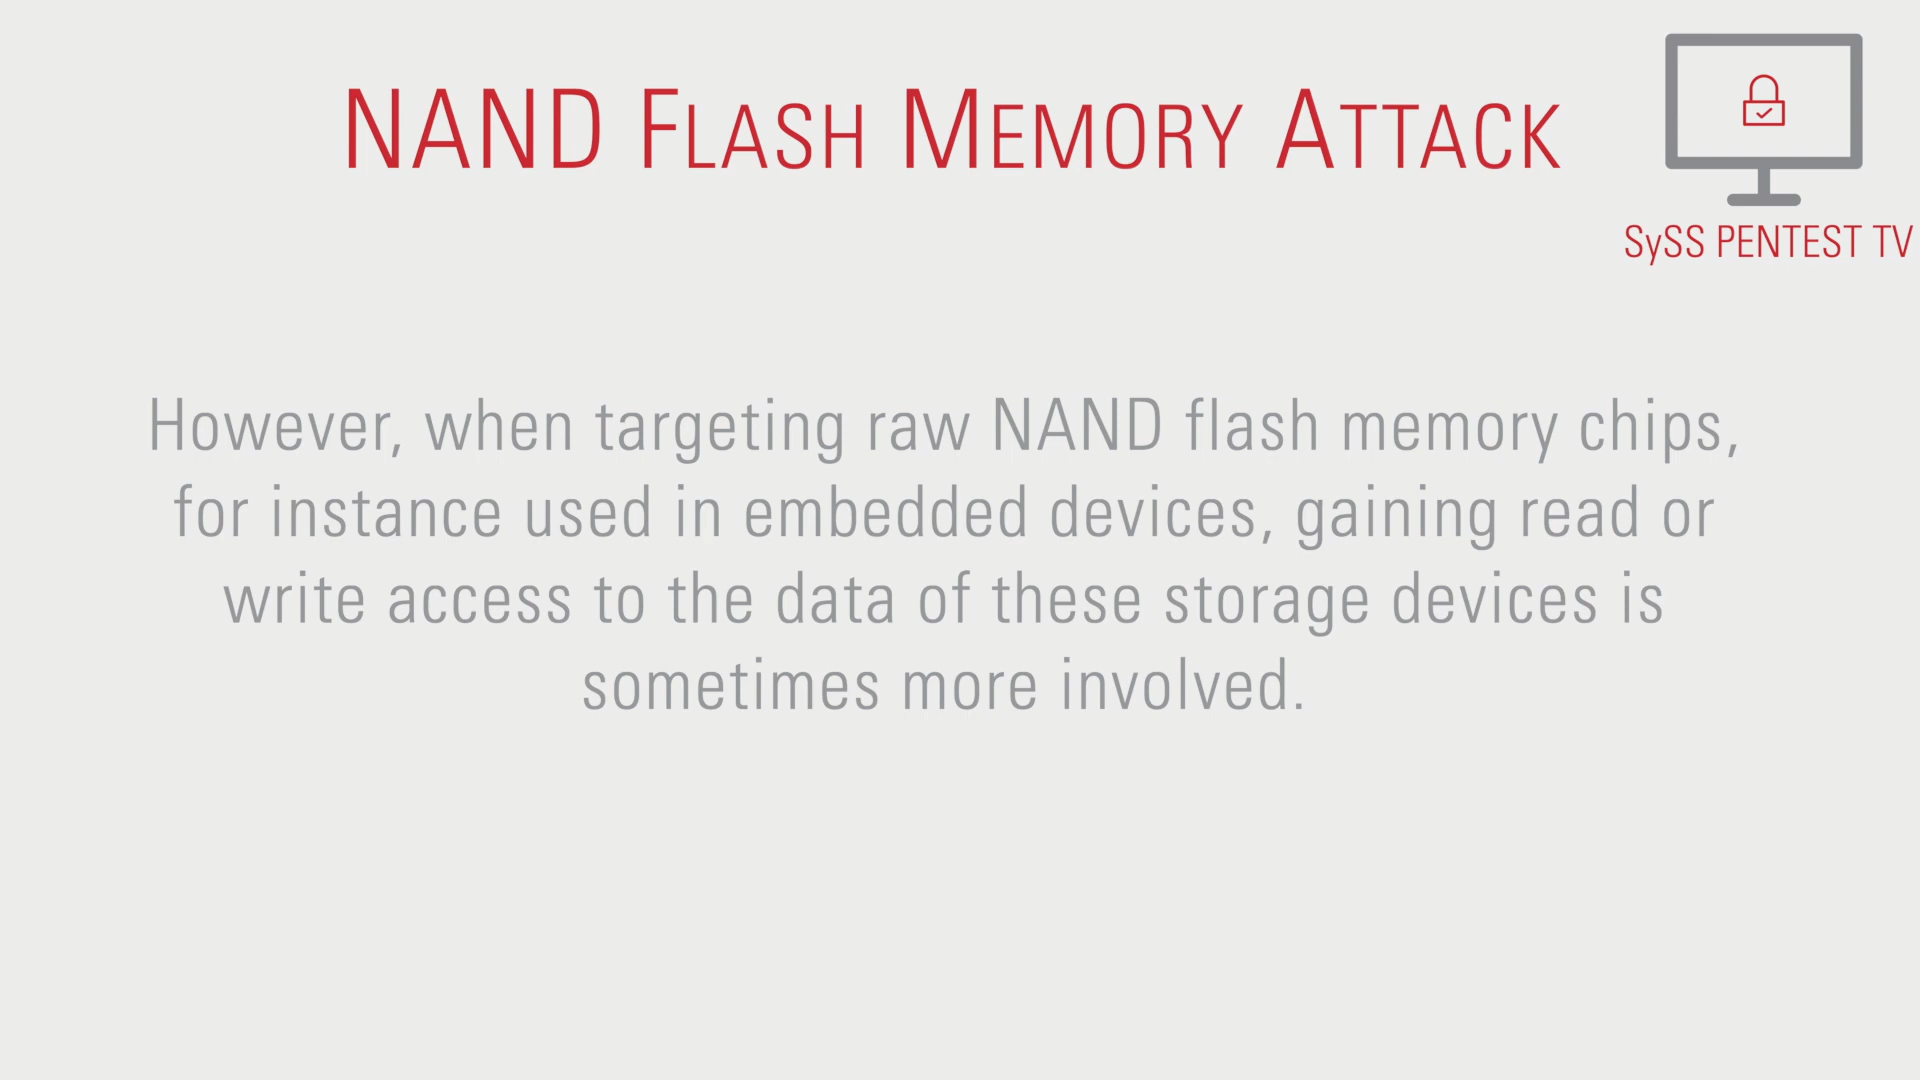 NAND FLASH MEMORY ATTACK
SySS PENTEST TV
However, when targeting raw NAND flash memory chips,
for instance used in embedded devices, gaining read or
write access to the data of these storage devices is
sometimes more involved.